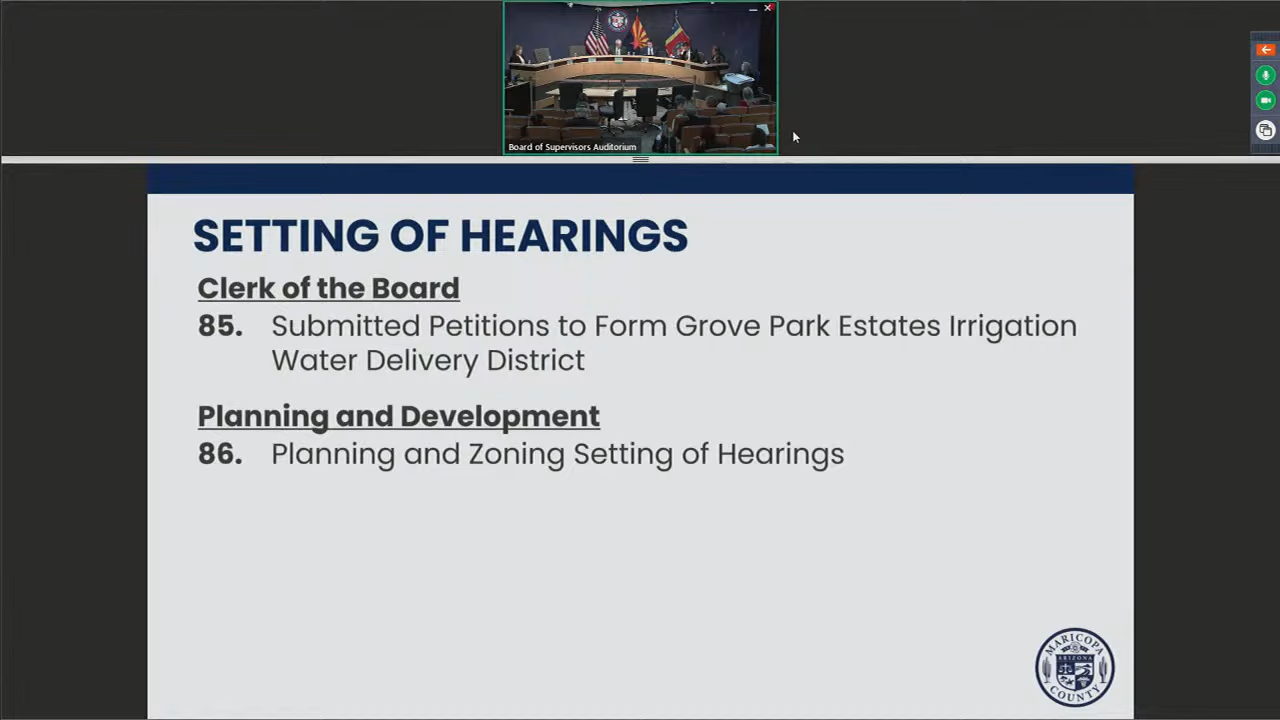 Board of Supervisors Auditorium
SETTING OF HEARINGS
Clerk of the Board
85. Submitted Petitions to Form Grove Park Estates Irrigation
Water Delivery District
Planning and Development
86. Planning and Zoning Setting of Hearings
MARICOPA
ARIZONA
COUNTY